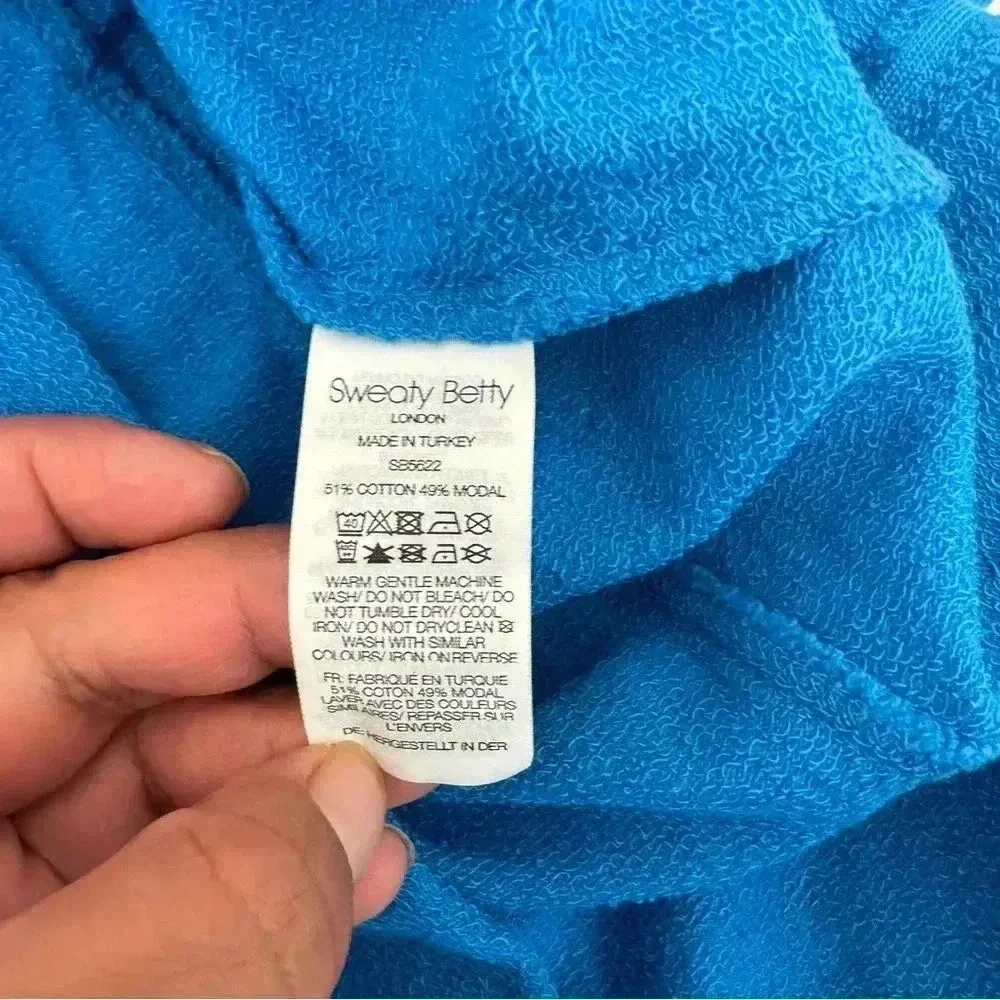 Sweaty Betty
LONDON
MADE IN TURKEY
SB5622
51% COTTON 49% MODAL
40
WARM GENTLE MACHINE
WASH/ DO NOT BLEACH/ DO
NOT TUMBLE DRY/ COOL
IRON/ DO NOT DRYCLEAN
WASH WITH SIMILAR
COLOURS/ IRON ON REVERSE
FR: FABRIQUÉ EN TURQUIE
51% COTON 49% MODAL
LAVER AVEC DES COULEURS
SIMILAIRES/ REPASSER SUR
L'ENVERS
DE: HERGESTELLT IN DER